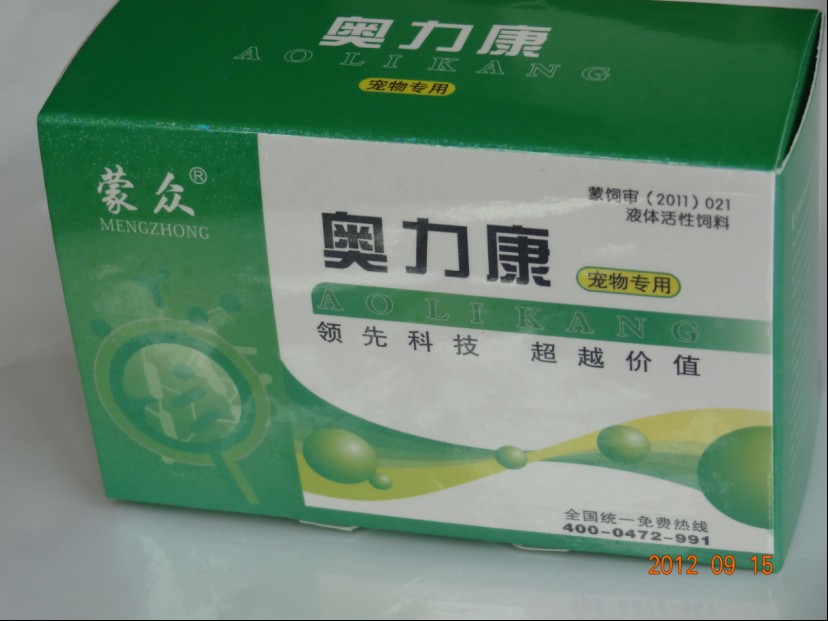 奥力康
AOLIKANG
宠物专用
蒙众®
MENGZHONG
蒙饲审（2011）021
液体活性饲料
奥力康
宠物专用
AOLIKANG
领先科技 超越价值
全国统一免费热线
400-0472-991
2012 09 15